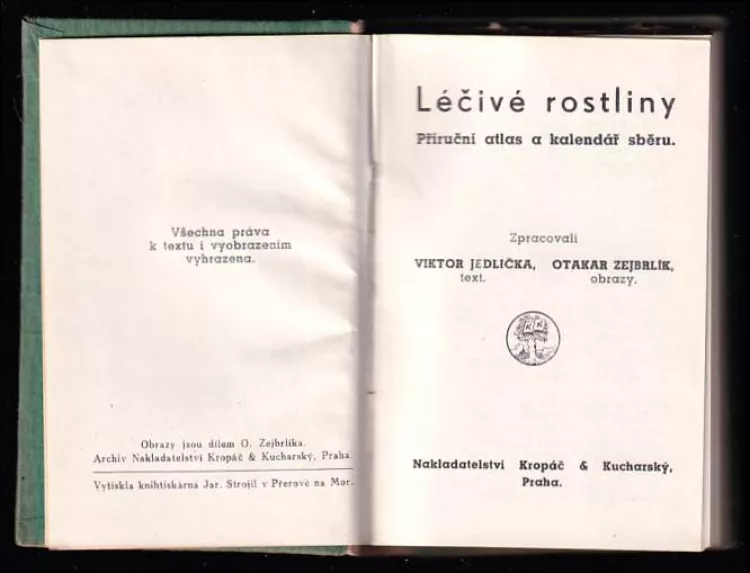 Všechna práva
k textu i vyobrazením
vyhrazena.
Obrazy jsou dílem O. Zejbrlíka.
Archiv Nakladatelství Kropáč & Kucharský, Praha
Vytiskla knihtiskárna Jar. Strojil v Přerově na Mor.
Léčivé rostliny
Příruční atlas a kalendář sběru.
Zpracovali
VIKTOR JEDLIČKA, OTAKAR ZEJBRLÍK,
text. obrazy.
K K
Nakladatelství Kropáč & Kucharský,
Praha.